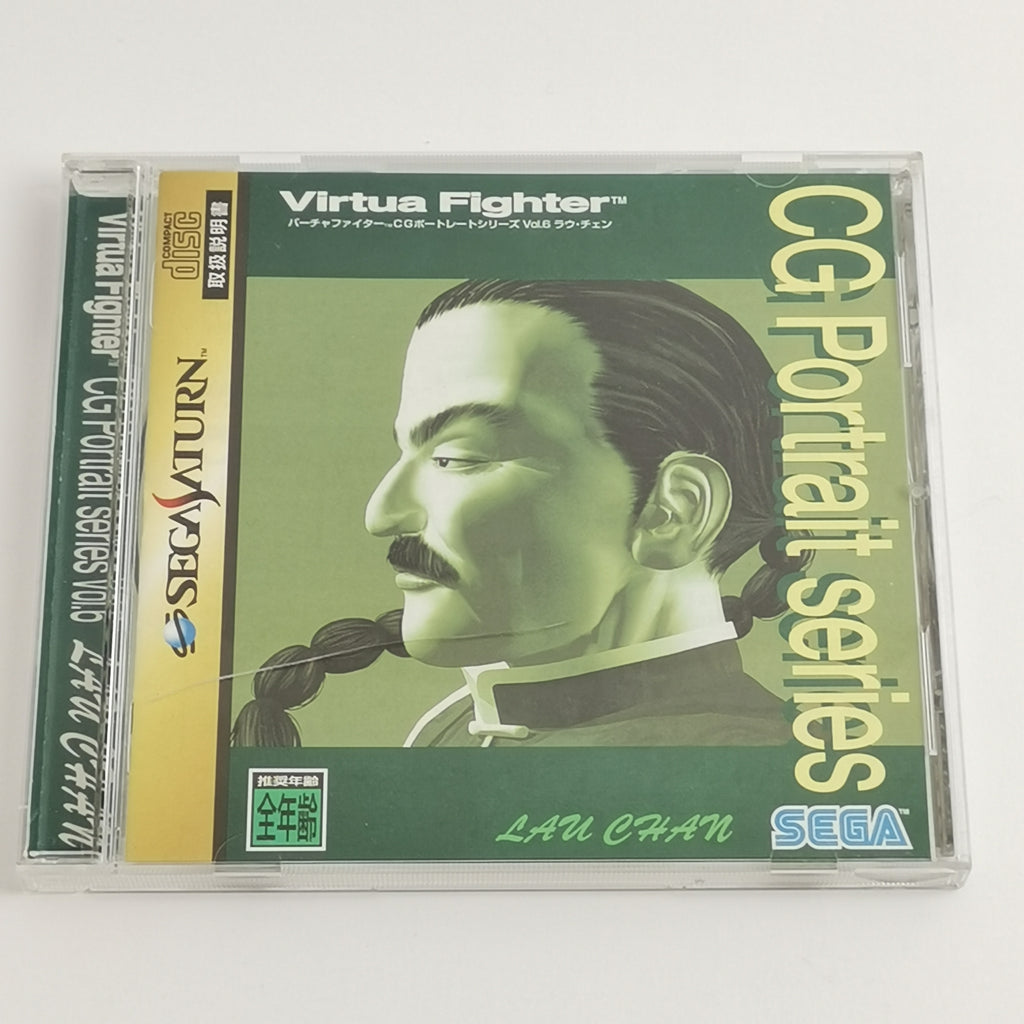 Virtua Fighter™
バーチャファイター™CGポートレートシリーズ Vol.6 ラウ・チェン
CG Portrait series
COMPACT disc
取扱説明書
SEGA SATURN™
推奨年齢
全年齢
LAU CHAN
SEGA™
Virtua Fighter™ CG Portrait series vol.6 LAU CHAN